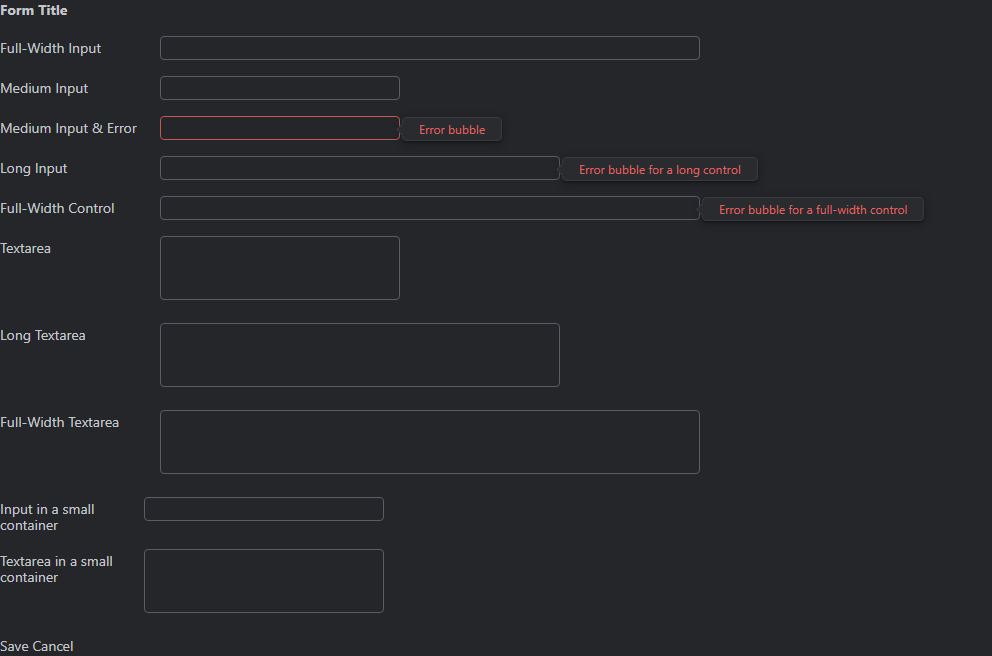 Form Title
Full-Width Input
Medium Input
Medium Input & Error
Error bubble
Long Input
Error bubble for a long control
Full-Width Control
Error bubble for a full-width control
Textarea
Long Textarea
Full-Width Textarea
Input in a small
container
Textarea in a small
container
Save Cancel